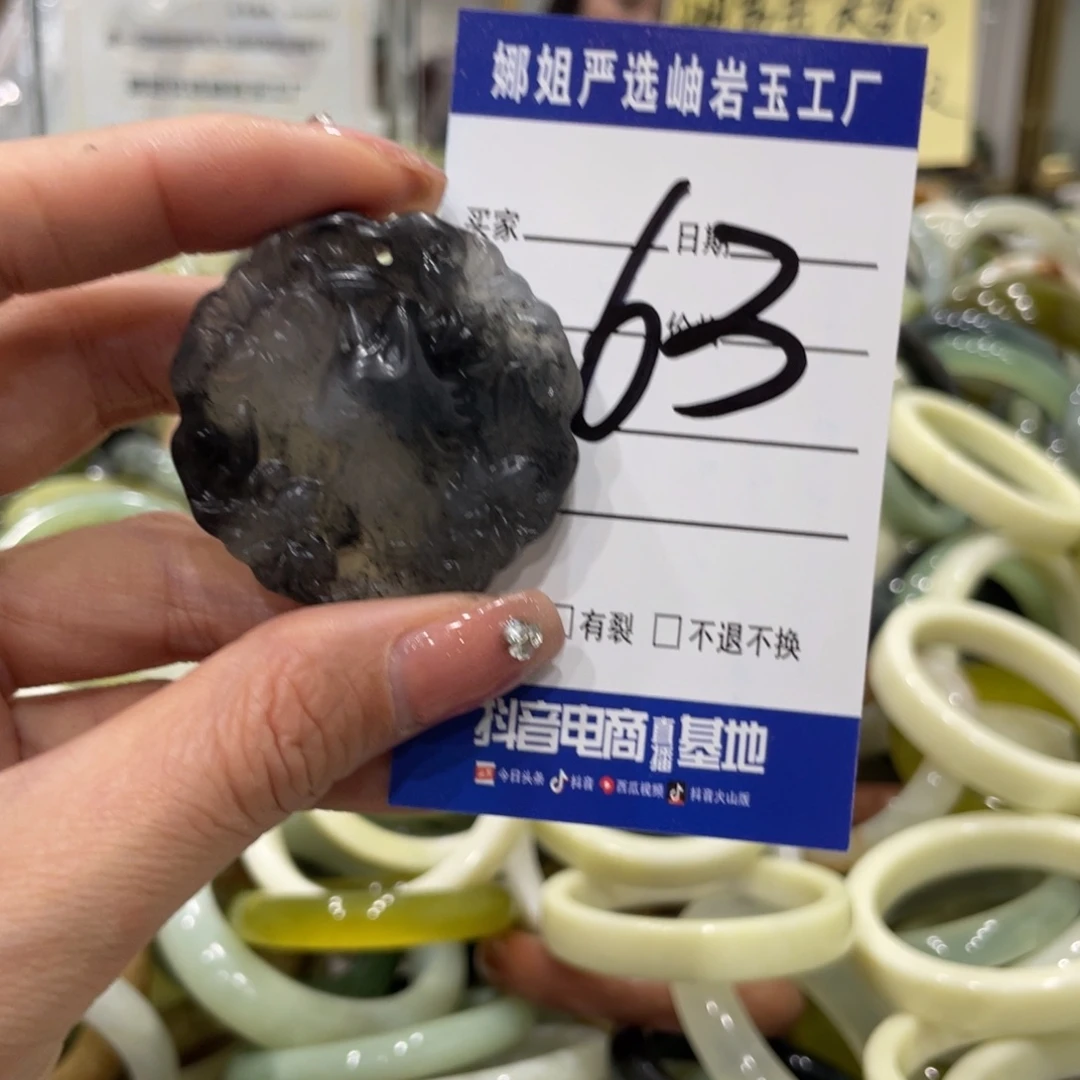 娜姐严选岫岩玉工厂
买家 日期
63
有裂 不退不换
抖音电商直播基地
今日头条 抖音 西瓜视频 抖音火山版